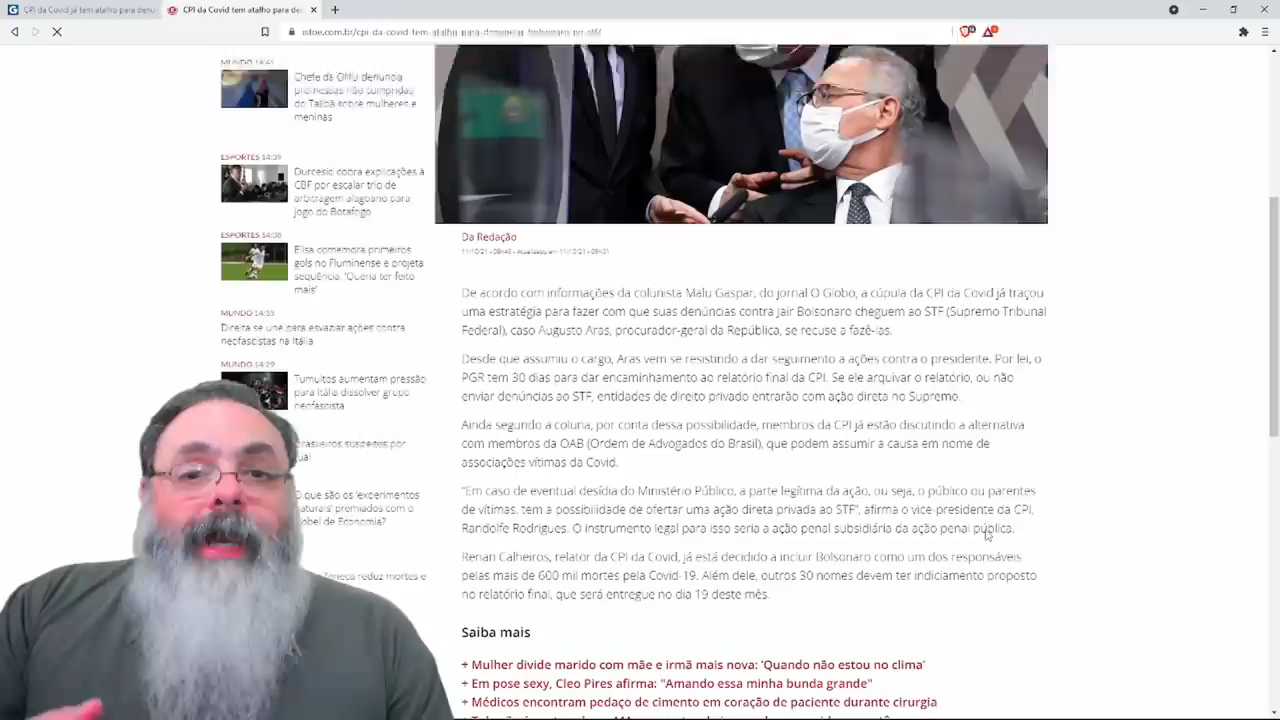 CPI da Covid já tem atalho para denu
CPI da Covid tem atalho para de
istoe.com.br/cpi-da-covid-tem-atalho-para-denunciar-bolsonaro-no-stf/
MUNDO 14:41
Chefe da ONU denuncia
promessas não cumpridas
do Talibã sobre mulheres e
meninas
ESPORTES 14:39
Durcesio cobra explicações à
CBF por escalar trio de
arbitragem alagoano para
jogo do Botafogo
ESPORTES 14:38
Elisa comemora primeiros
gols no Fluminense e projeta
sequência: 'Queria ter feito
mais'
MUNDO 14:33
Direita se une para esvaziar ações contra
neofascistas na Itália
MUNDO 14:29
Tumultos aumentam pressão
para Itália dissolver grupo
neofascista
Brasileiros suspeitos por
O que são os 'experimentos
naturais' premiados com o
Nobel de Economia?
reduz mortes e
Da Redação
11/10/21 - 08h43 - Atualizado em 11/10/21 - 08h01
De acordo com informações da colunista Malu Gaspar, do jornal O Globo, a cúpula da CPI da Covid já traçou
uma estratégia para fazer com que suas denúncias contra Jair Bolsonaro cheguem ao STF (Supremo Tribunal
Federal), caso Augusto Aras, procurador-geral da República, se recuse a fazê-las.
Desde que assumiu o cargo, Aras vem se resistindo a dar seguimento a ações contra o presidente. Por lei, o
PGR tem 30 dias para dar encaminhamento ao relatório final da CPI. Se ele arquivar o relatório, ou não
enviar denúncias ao STF, entidades de direito privado entrarão com ação direta no Supremo.
Ainda segundo a coluna, por conta dessa possibilidade, membros da CPI já estão discutindo a alternativa
com membros da OAB (Ordem de Advogados do Brasil), que podem assumir a causa em nome de
associações vítimas da Covid.
"Em caso de eventual desídia do Ministério Público, a parte legítima da ação, ou seja, o público ou parentes
de vítimas, tem a possibilidade de ofertar uma ação direta privada ao STF", afirma o vice-presidente da CPI,
Randolfe Rodrigues. O instrumento legal para isso seria a ação penal subsidiária da ação penal pública.
Renan Calheiros, relator da CPI da Covid, já está decidido a incluir Bolsonaro como um dos responsáveis
pelas mais de 600 mil mortes pela Covid-19. Além dele, outros 30 nomes devem ter indiciamento proposto
no relatório final, que será entregue no dia 19 deste mês.
Saiba mais
+ Mulher divide marido com mãe e irmã mais nova: 'Quando não estou no clima'
+ Em pose sexy, Cleo Pires afirma: "Amando essa minha bunda grande"
+ Médicos encontram pedaço de cimento em coração de paciente durante cirurgia